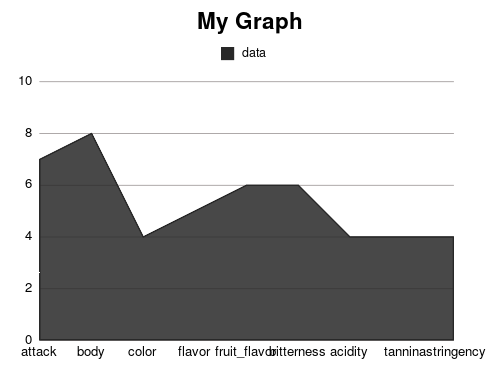 My Graph
data
10
8
6
4
2
0
attack body color flavor fruit_flavor bitterness acidity tannin astringency